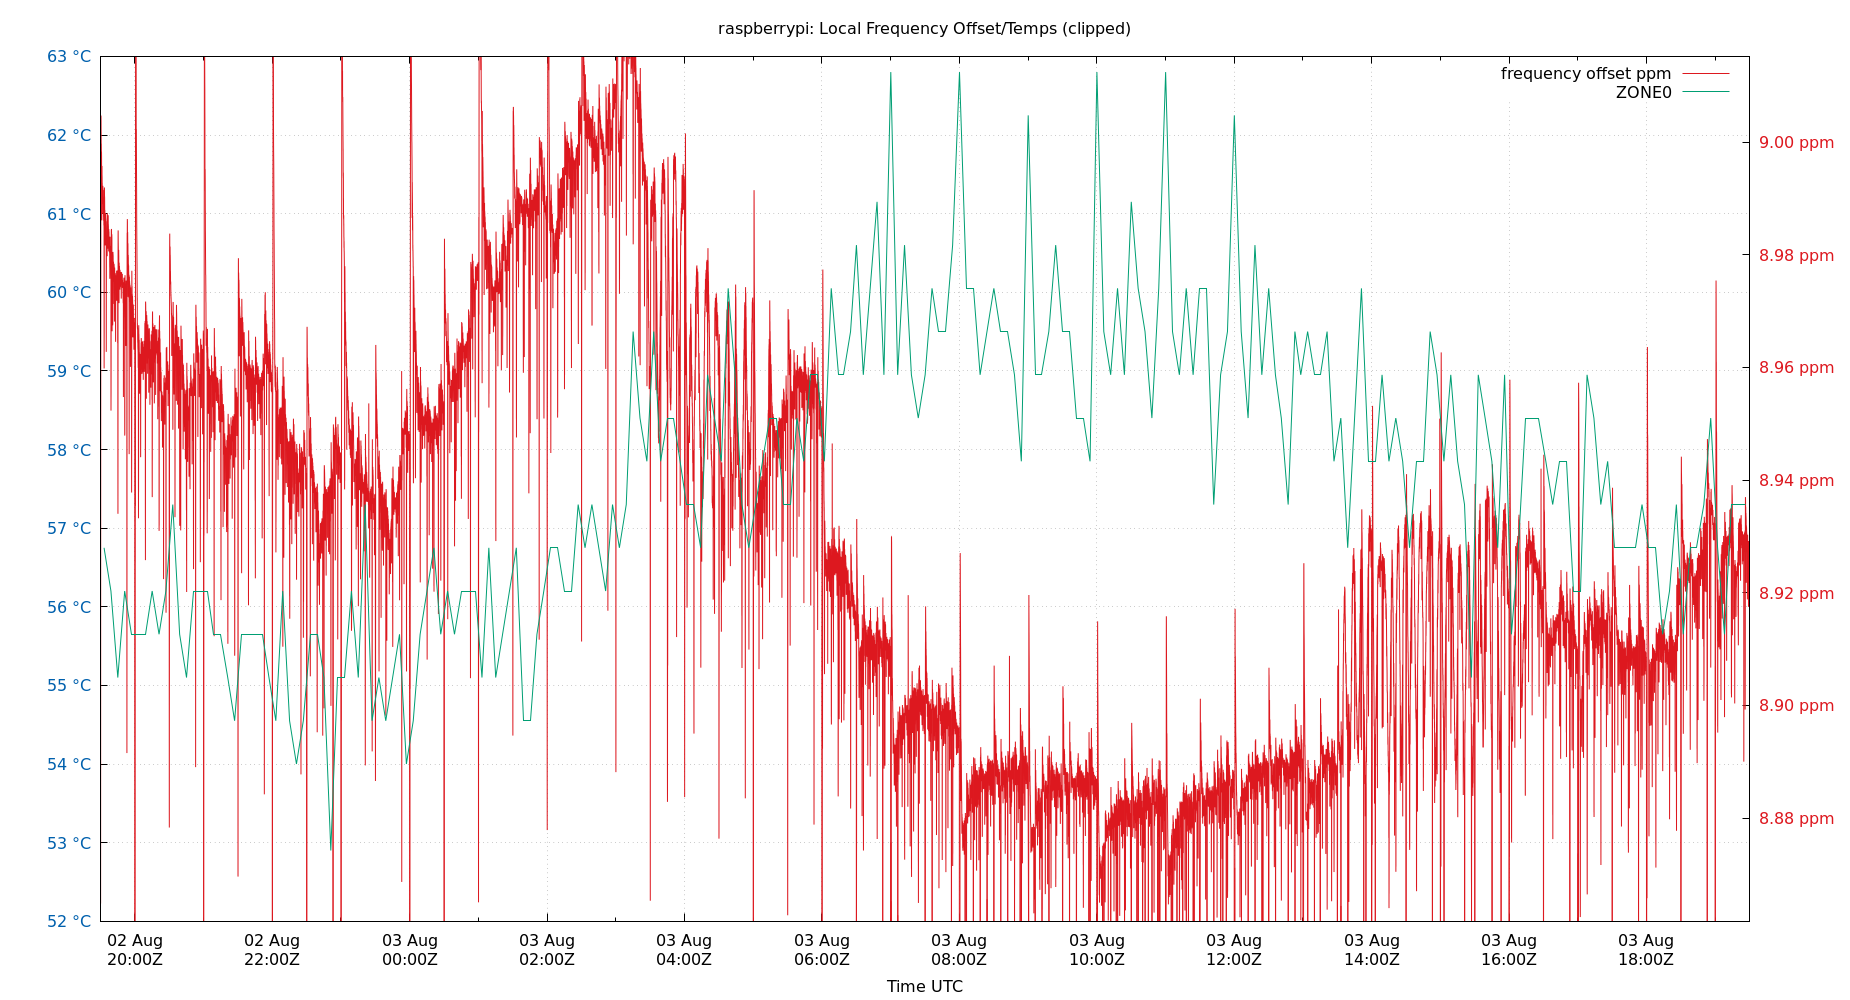 raspberrypi: Local Frequency Offset/Temps (clipped)
63 °C
62 °C
61 °C
60 °C
59 °C
58 °C
57 °C
56 °C
55 °C
54 °C
53 °C
52 °C
frequency offset ppm
ZONE0
9.00 ppm
8.98 ppm
8.96 ppm
8.94 ppm
8.92 ppm
8.90 ppm
8.88 ppm
02 Aug 02 Aug 03 Aug 03 Aug 03 Aug 03 Aug 03 Aug 03 Aug 03 Aug 03 Aug 03 Aug 03 Aug
20:00Z 22:00Z 00:00Z 02:00Z 04:00Z 06:00Z 08:00Z 10:00Z 12:00Z 14:00Z 16:00Z 18:00Z
Time UTC